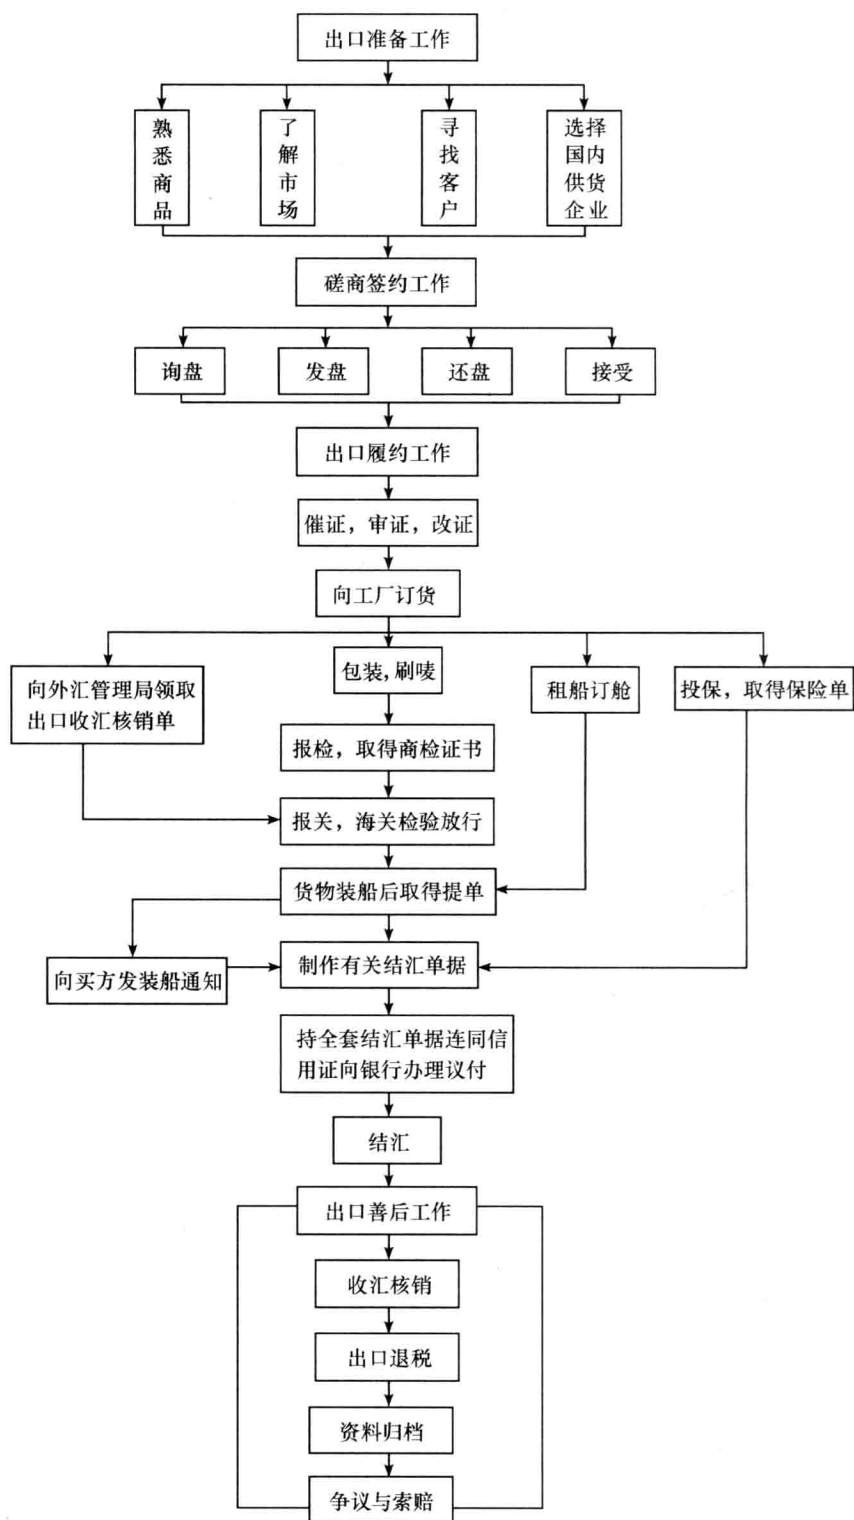 出口准备工作
熟悉商品
了解市场
寻找客户
选择
国内
供货
企业
磋商签约工作
询盘
发盘
还盘
接受
出口履约工作
催证，审证，改证
向工厂订货
向外汇管理局领取
出口收汇核销单
包装,刷唛
租船订舱
投保，取得保险单
报检，取得商检证书
报关，海关检验放行
货物装船后取得提单
向买方发装船通知
制作有关结汇单据
持全套结汇单据连同信
用证向银行办理议付
结汇
出口善后工作
收汇核销
出口退税
资料归档
争议与索赔